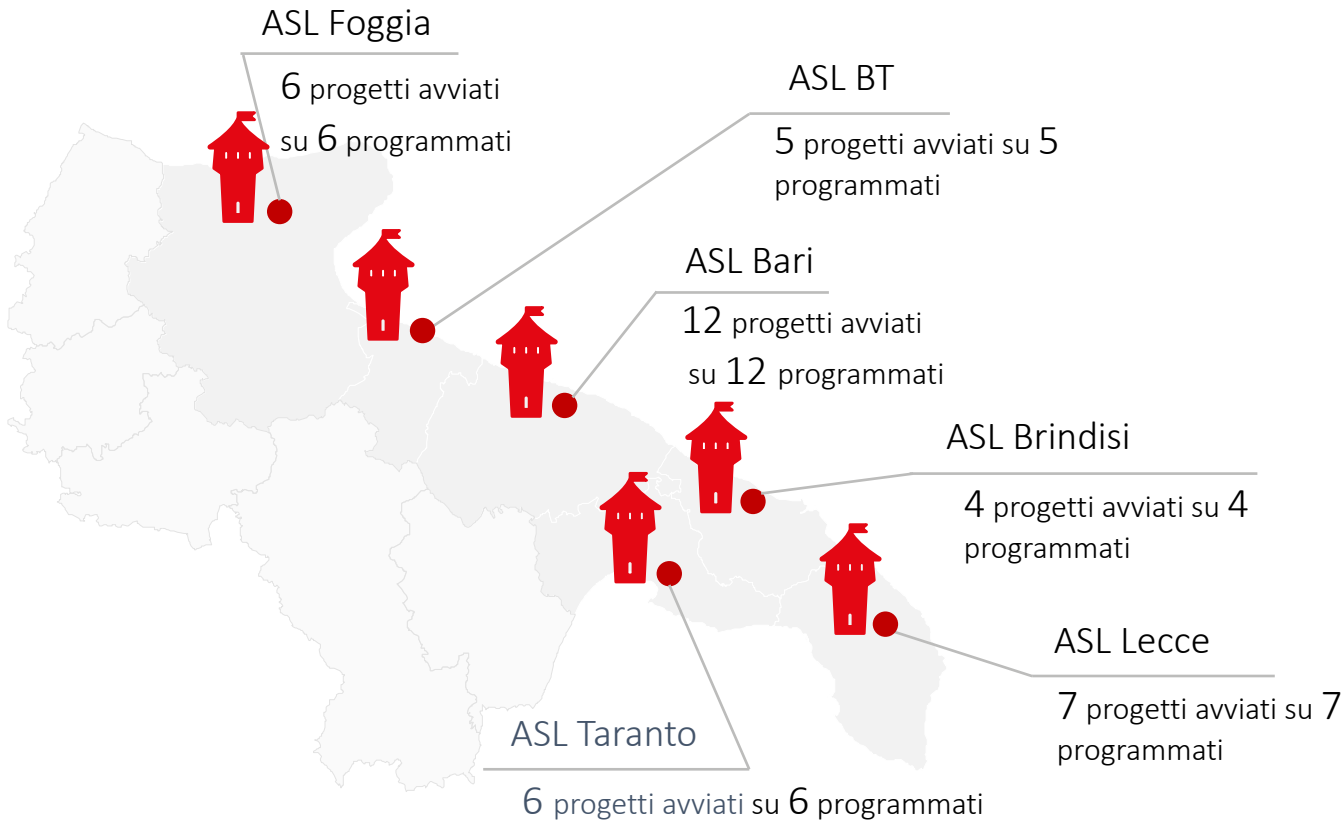 ASL Foggia
6 progetti avviati
su 6 programmati
ASL BT
5 progetti avviati su 5
programmati
ASL Bari
12 progetti avviati
su 12 programmati
ASL Brindisi
4 progetti avviati su 4
programmati
ASL Lecce
7 progetti avviati su 7
programmati
ASL Taranto
6 progetti avviati su 6 programmati